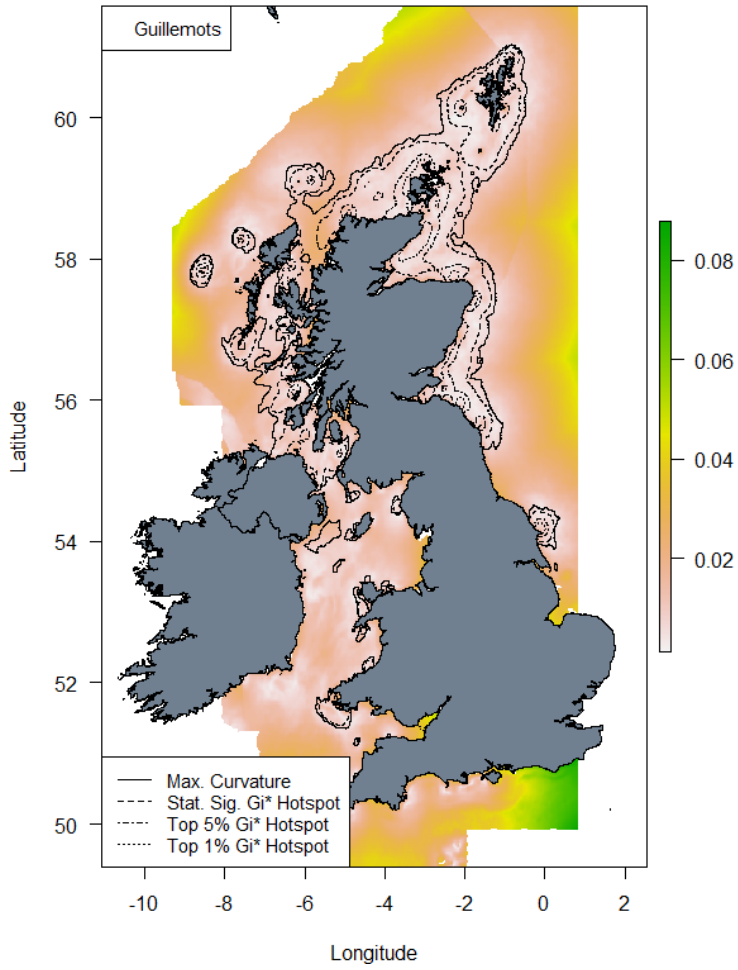 Guillemots
60
58
56
54
52
50
Latitude
0.08
0.06
0.04
0.02
Max. Curvature
Stat. Sig. Gi* Hotspot
Top 5% Gi* Hotspot
Top 1% Gi* Hotspot
-10 -8 -6 -4 -2 0 2
Longitude